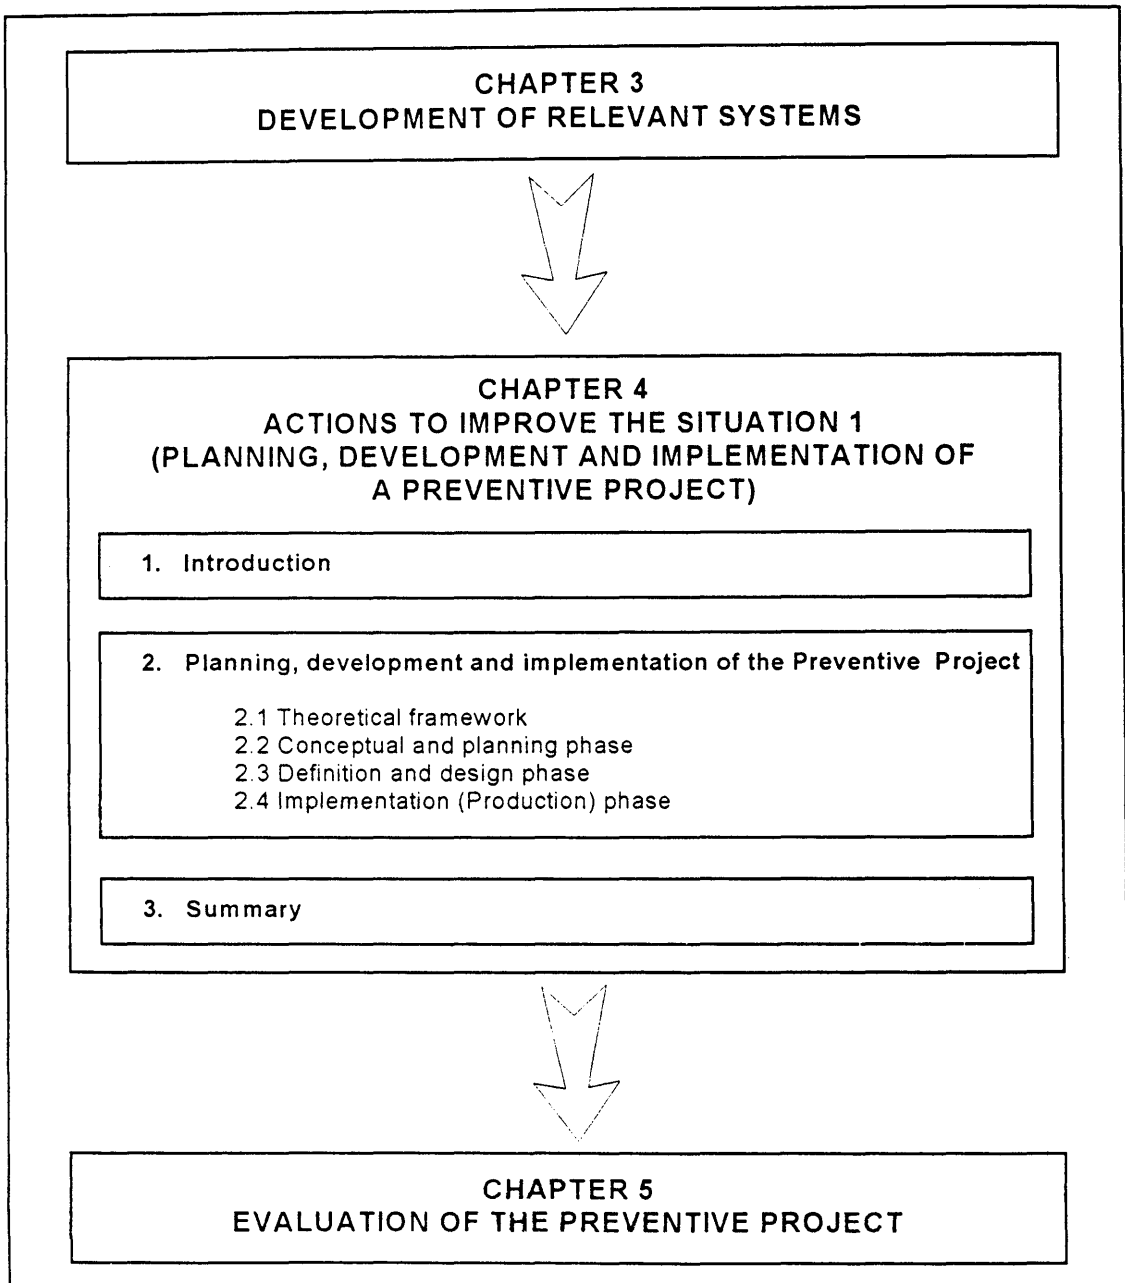 CHAPTER 3
DEVELOPMENT OF RELEVANT SYSTEMS
CHAPTER 4
ACTIONS TO IMPROVE THE SITUATION 1
(PLANNING, DEVELOPMENT AND IMPLEMENTATION OF
A PREVENTIVE PROJECT)
1. Introduction
2. Planning, development and implementation of the Preventive Project
2.1 Theoretical framework
2.2 Conceptual and planning phase
2.3 Definition and design phase
2.4 Implementation (Production) phase
3. Summary
CHAPTER 5
EVALUATION OF THE PREVENTIVE PROJECT